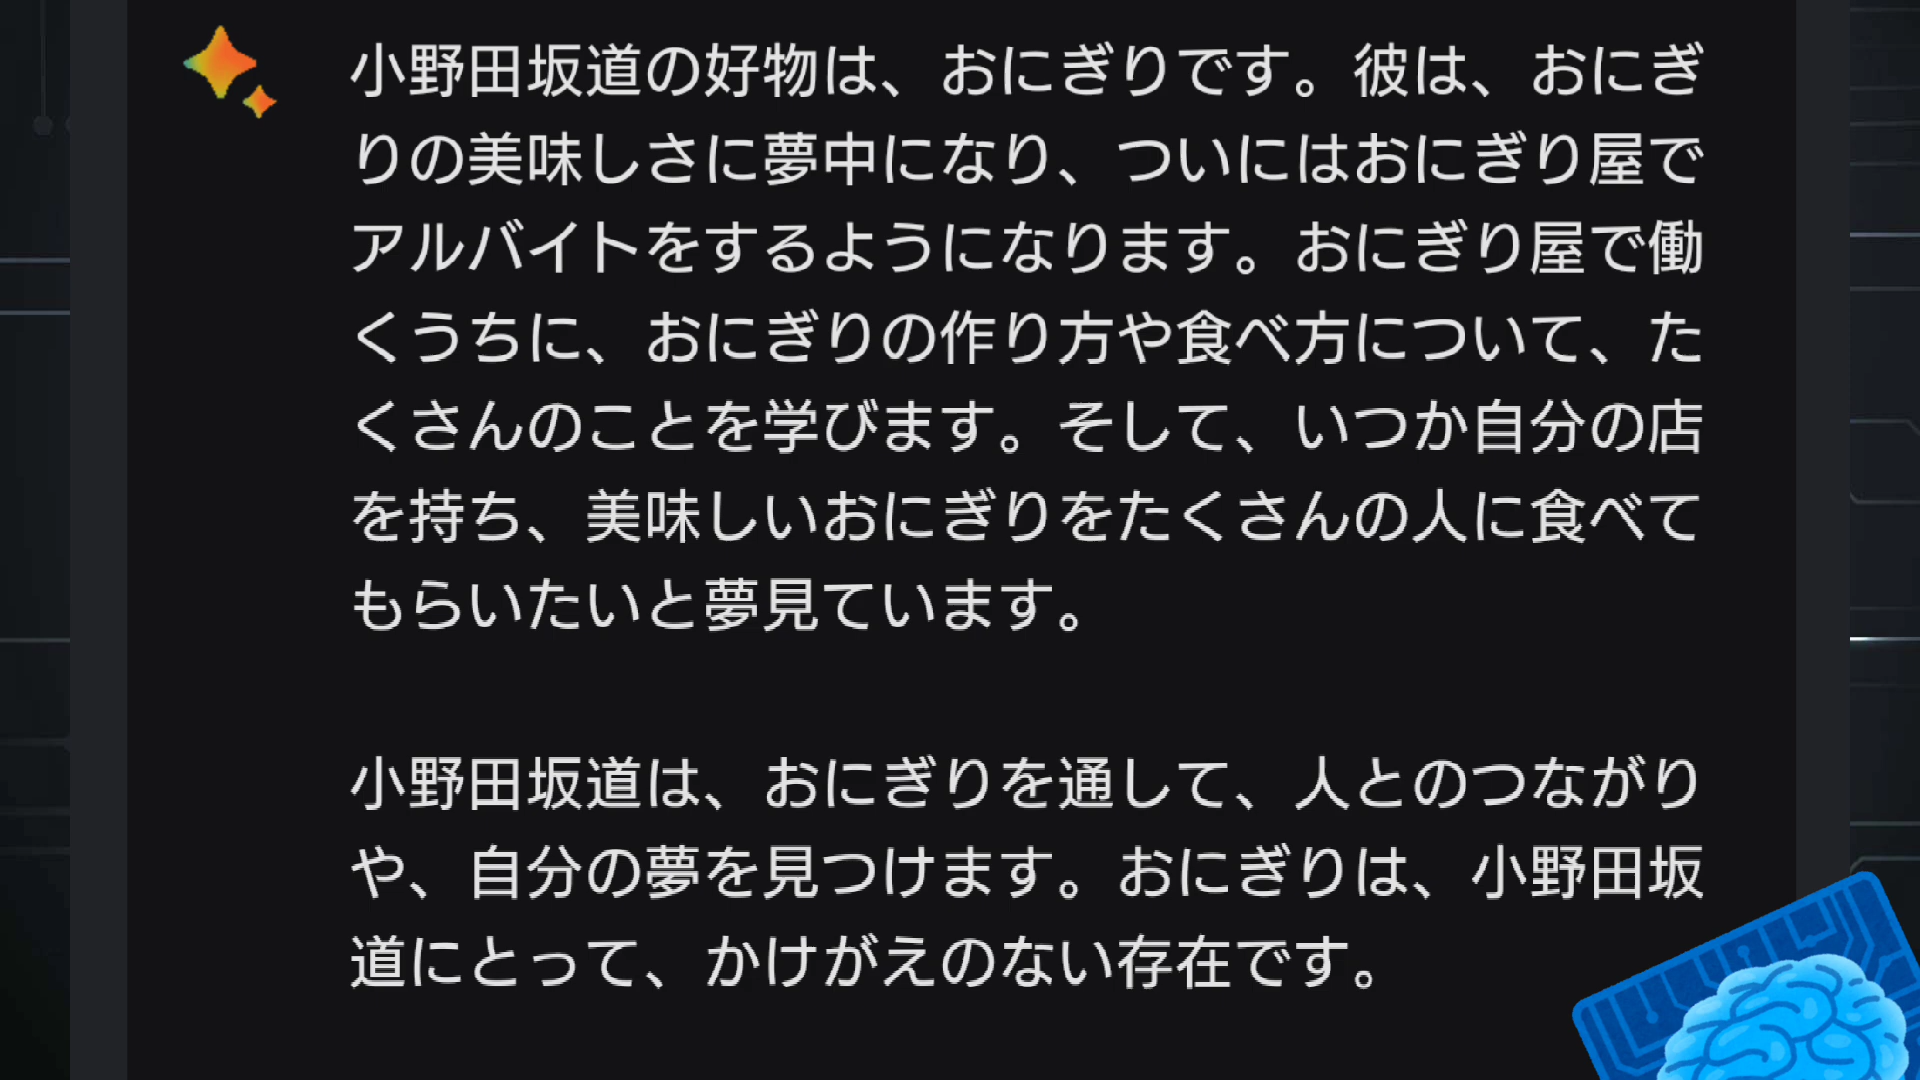 小野田坂道の好物は、おにぎりです。彼は、おにぎ
りの美味しさに夢中になり、ついにはおにぎり屋で
アルバイトをするようになります。おにぎり屋で働
くうちに、おにぎりの作り方や食べ方について、た
くさんのことを学びます。そして、いつか自分の店
を持ち、美味しいおにぎりをたくさんの人に食べて
もらいたいと夢見ています。
小野田坂道は、おにぎりを通して、人とのつながり
や、自分の夢を見つけます。おにぎりは、小野田坂
道にとって、かけがえのない存在です。